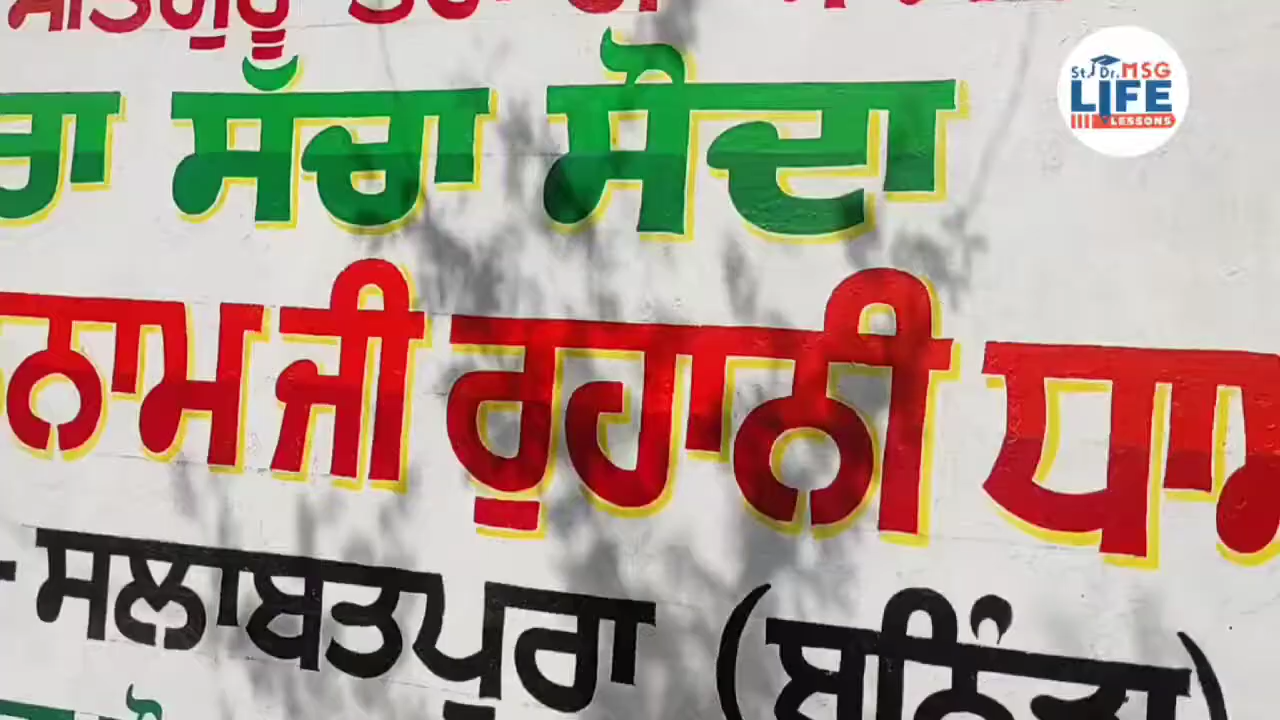 ਰਾ ਸੱਚਾ ਸੌਦਾ
ਨਾਮ ਜੀ ਰੁਹਾਨੀ ਧਾਮ
ਸਲਾਬਤਪੁਰਾ (ਬਠਿੰਡਾ)
St. Dr. MSG
LIFE
LESSONS